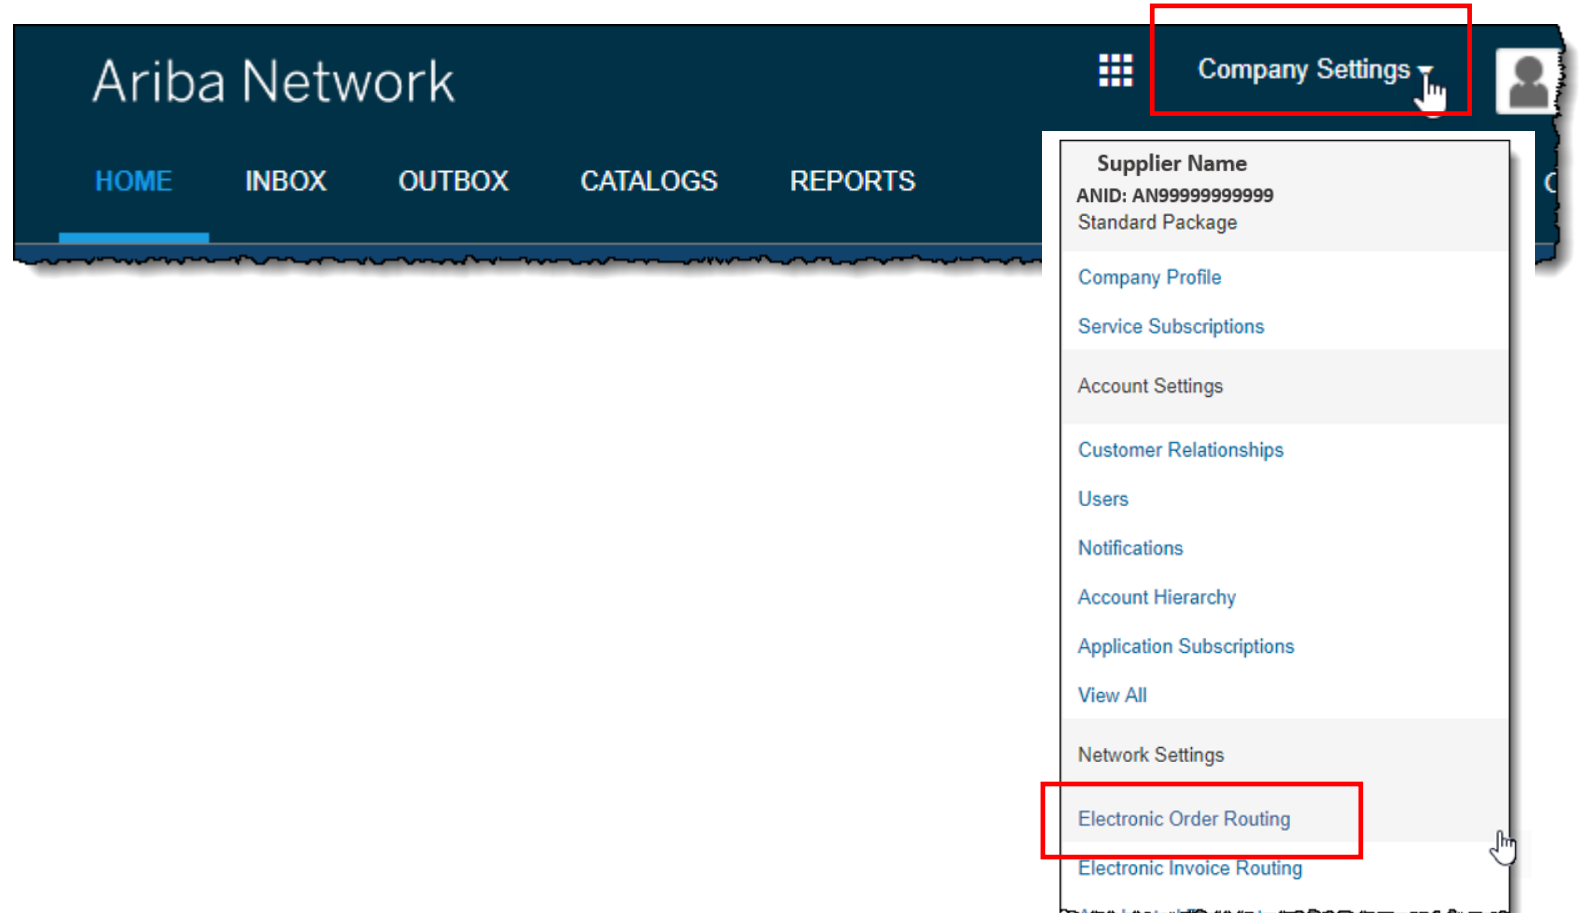 Ariba Network
Company Settings
HOME INBOX OUTBOX CATALOGS REPORTS
Supplier Name
ANID: AN99999999999
Standard Package
Company Profile
Service Subscriptions
Account Settings
Customer Relationships
Users
Notifications
Account Hierarchy
Application Subscriptions
View All
Network Settings
Electronic Order Routing
Electronic Invoice Routing